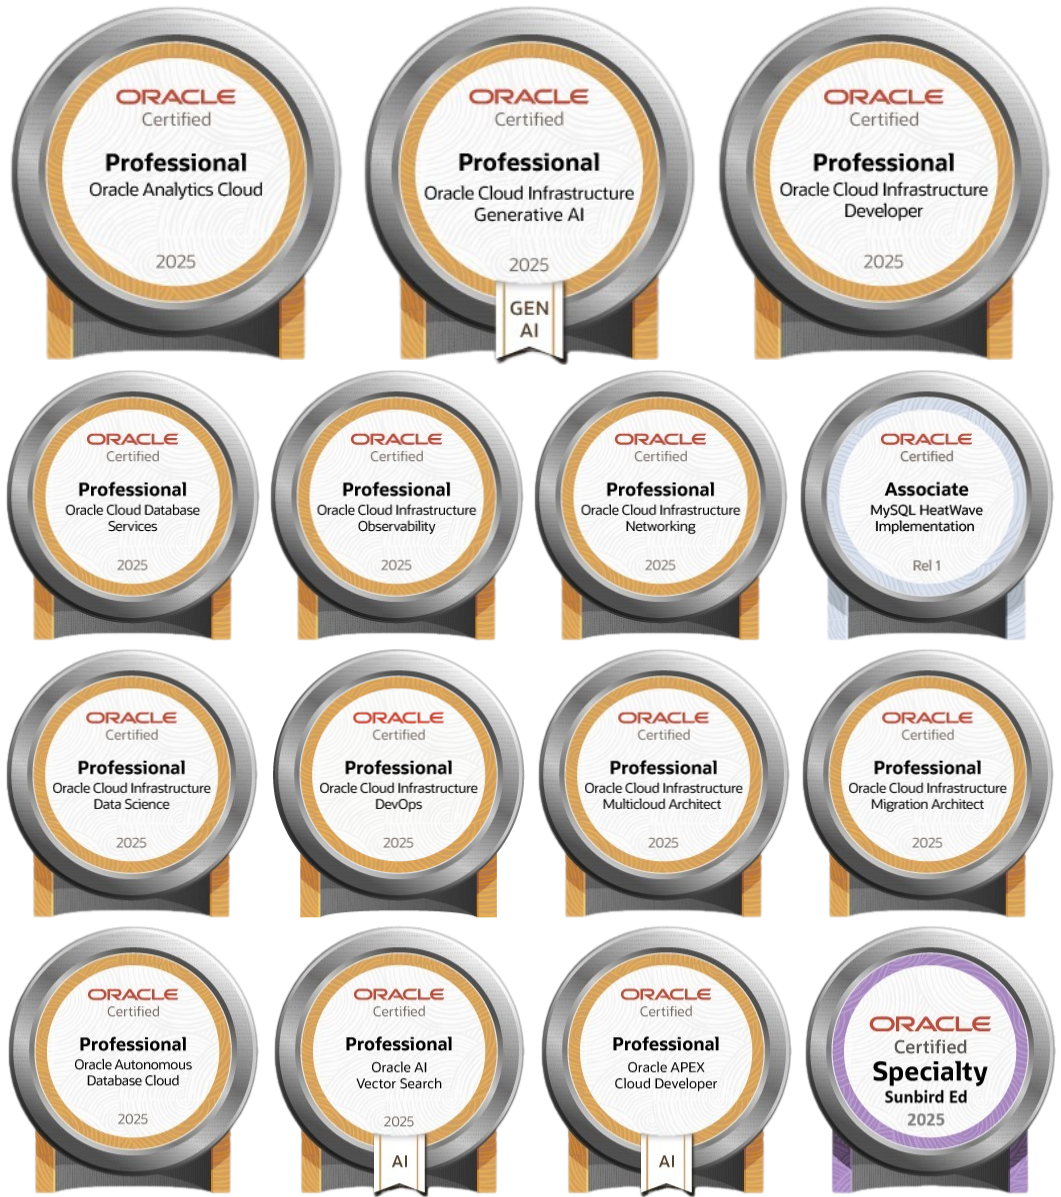 ORACLE
Certified
Professional
Oracle Analytics Cloud
2025
ORACLE
Certified
Professional
Oracle Cloud Infrastructure
Generative AI
2025
GEN
AI
ORACLE
Certified
Professional
Oracle Cloud Infrastructure
Developer
2025
ORACLE
Certified
Professional
Oracle Cloud Database
Services
2025
ORACLE
Certified
Professional
Oracle Cloud Infrastructure
Observability
2025
ORACLE
Certified
Professional
Oracle Cloud Infrastructure
Networking
2025
ORACLE
Certified
Associate
MySQL HeatWave
Implementation
Rel 1
ORACLE
Certified
Professional
Oracle Cloud Infrastructure
Data Science
2025
ORACLE
Certified
Professional
Oracle Cloud Infrastructure
DevOps
2025
ORACLE
Certified
Professional
Oracle Cloud Infrastructure
Multicloud Architect
2025
ORACLE
Certified
Professional
Oracle Cloud Infrastructure
Migration Architect
2025
ORACLE
Certified
Professional
Oracle Autonomous
Database Cloud
2025
ORACLE
Certified
Professional
Oracle AI
Vector Search
2025
AI
ORACLE
Certified
Professional
Oracle APEX
Cloud Developer
AI
ORACLE
Certified
Specialty
Sunbird Ed
2025